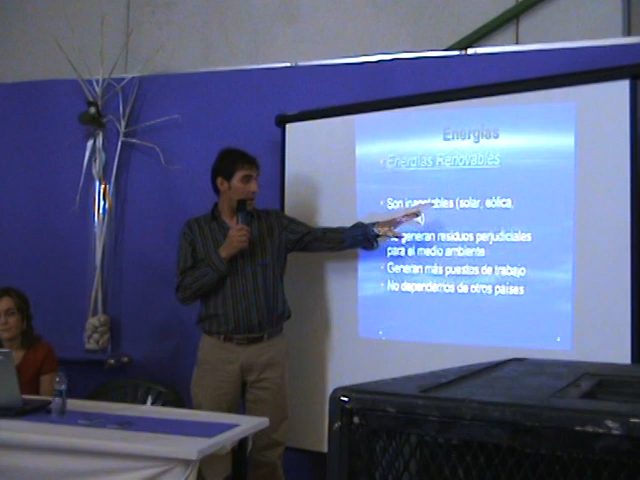 Energías
Energías Renovables
Son (solar, eólica,
generan residuos perjudiciales
para el medio ambiente
Generan más puestos de trabajo
No dependemos de otros países